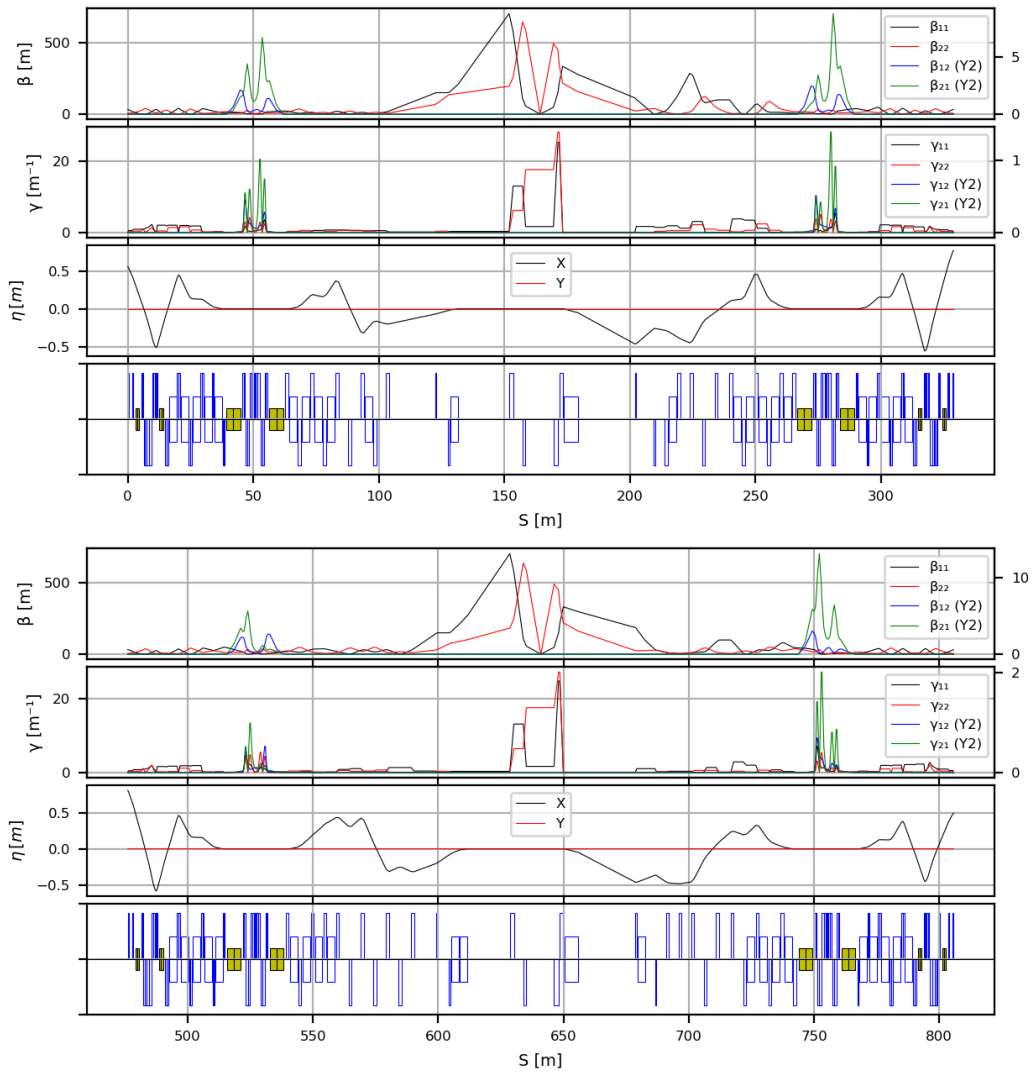 β [m]
500
0
5
0
β₁₁
β₂₂
β₁₂ (Y2)
β₂₁ (Y2)
γ [m⁻¹]
20
0
1
0
γ₁₁
γ₂₂
γ₁₂ (Y2)
γ₂₁ (Y2)
η [m]
0.5
0.0
−0.5
X
Y
0 50 100 150 200 250 300
S [m]
β [m]
500
0
10
0
β₁₁
β₂₂
β₁₂ (Y2)
β₂₁ (Y2)
γ [m⁻¹]
20
0
2
0
γ₁₁
γ₂₂
γ₁₂ (Y2)
γ₂₁ (Y2)
η [m]
0.5
0.0
−0.5
X
Y
500 550 600 650 700 750 800
S [m]